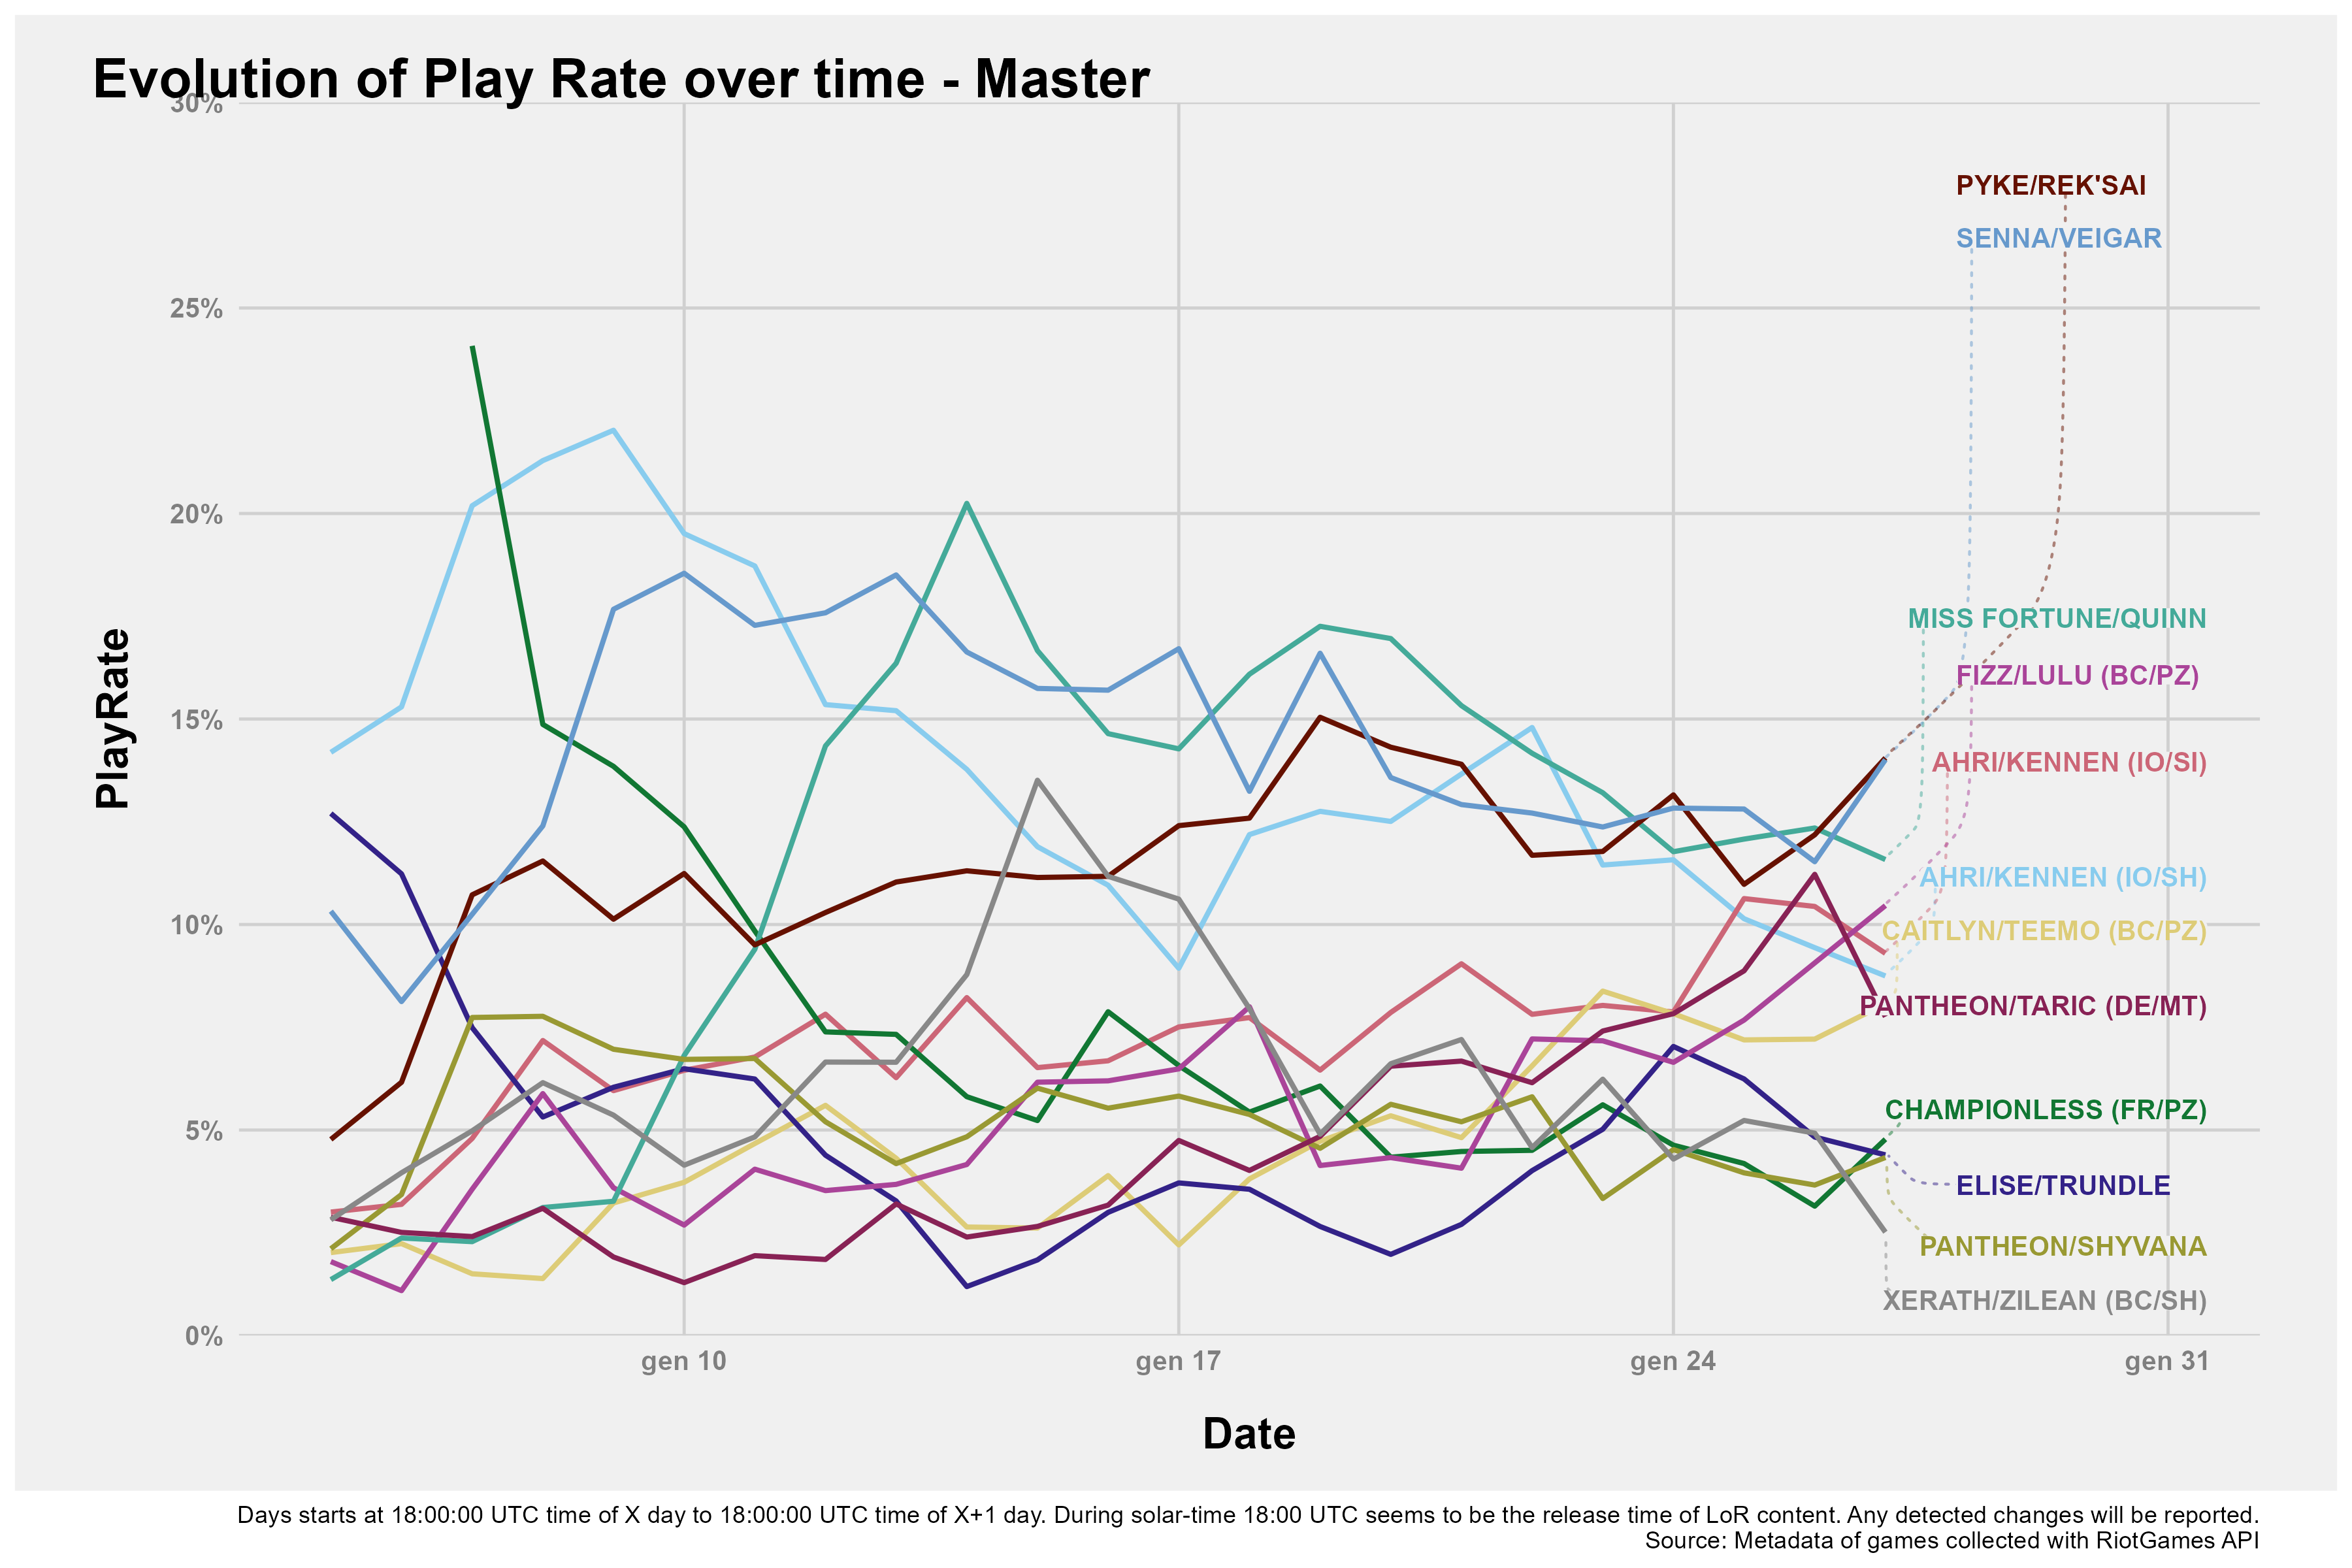 Evolution of Play Rate over time - Master
30%
25%
20%
15%
10%
5%
0%
PlayRate
PYKE/REK'SAI
SENNA/VEIGAR
MISS FORTUNE/QUINN
FIZZ/LULU (BC/PZ)
AHRI/KENNEN (IO/SI)
AHRI/KENNEN (IO/SH)
CAITLYN/TEEMO (BC/PZ)
PANTHEON/TARIC (DE/MT)
CHAMPIONLESS (FR/PZ)
ELISE/TRUNDLE
PANTHEON/SHYVANA
XERATH/ZILEAN (BC/SH)
gen 10
gen 17
gen 24
gen 31
Date
Days starts at 18:00:00 UTC time of X day to 18:00:00 UTC time of X+1 day. During solar-time 18:00 UTC seems to be the release time of LoR content. Any detected changes will be reported.
Source: Metadata of games collected with RiotGames API